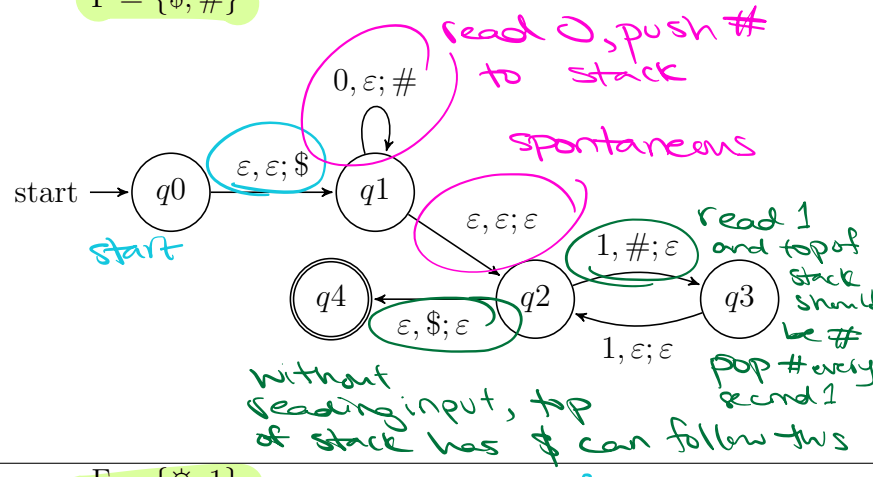 Γ = {$, #}
read 0, push #
to stack
0, ε; #
spontaneous
ε, ε; $
start
q0
q1
start
ε, ε; ε
read 1
and top of
stack
should
be #
pop # every
second 1
1, #; ε
q4
q2
q3
ε, $; ε
1, ε; ε
without
reading input, top
of stack has $ can follow this